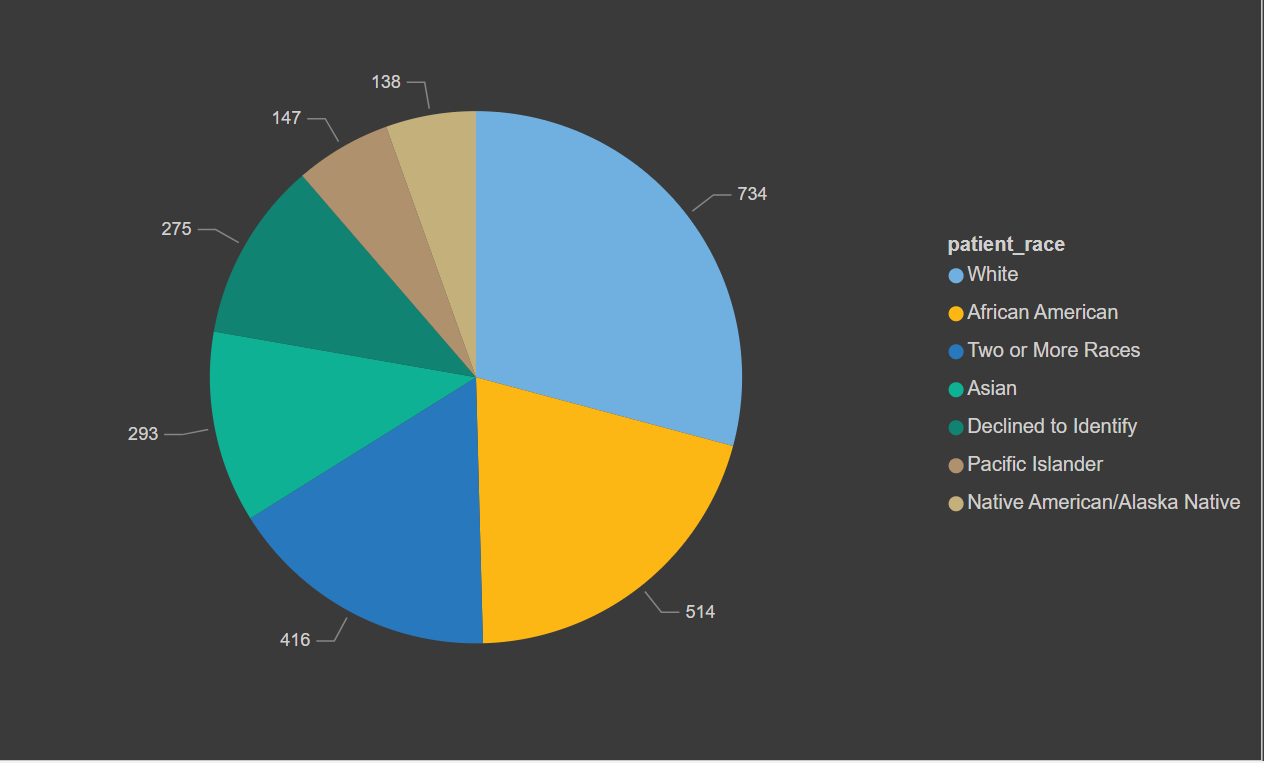 138
147
734
275
293
514
416
patient_race
White
African American
Two or More Races
Asian
Declined to Identify
Pacific Islander
Native American/Alaska Native